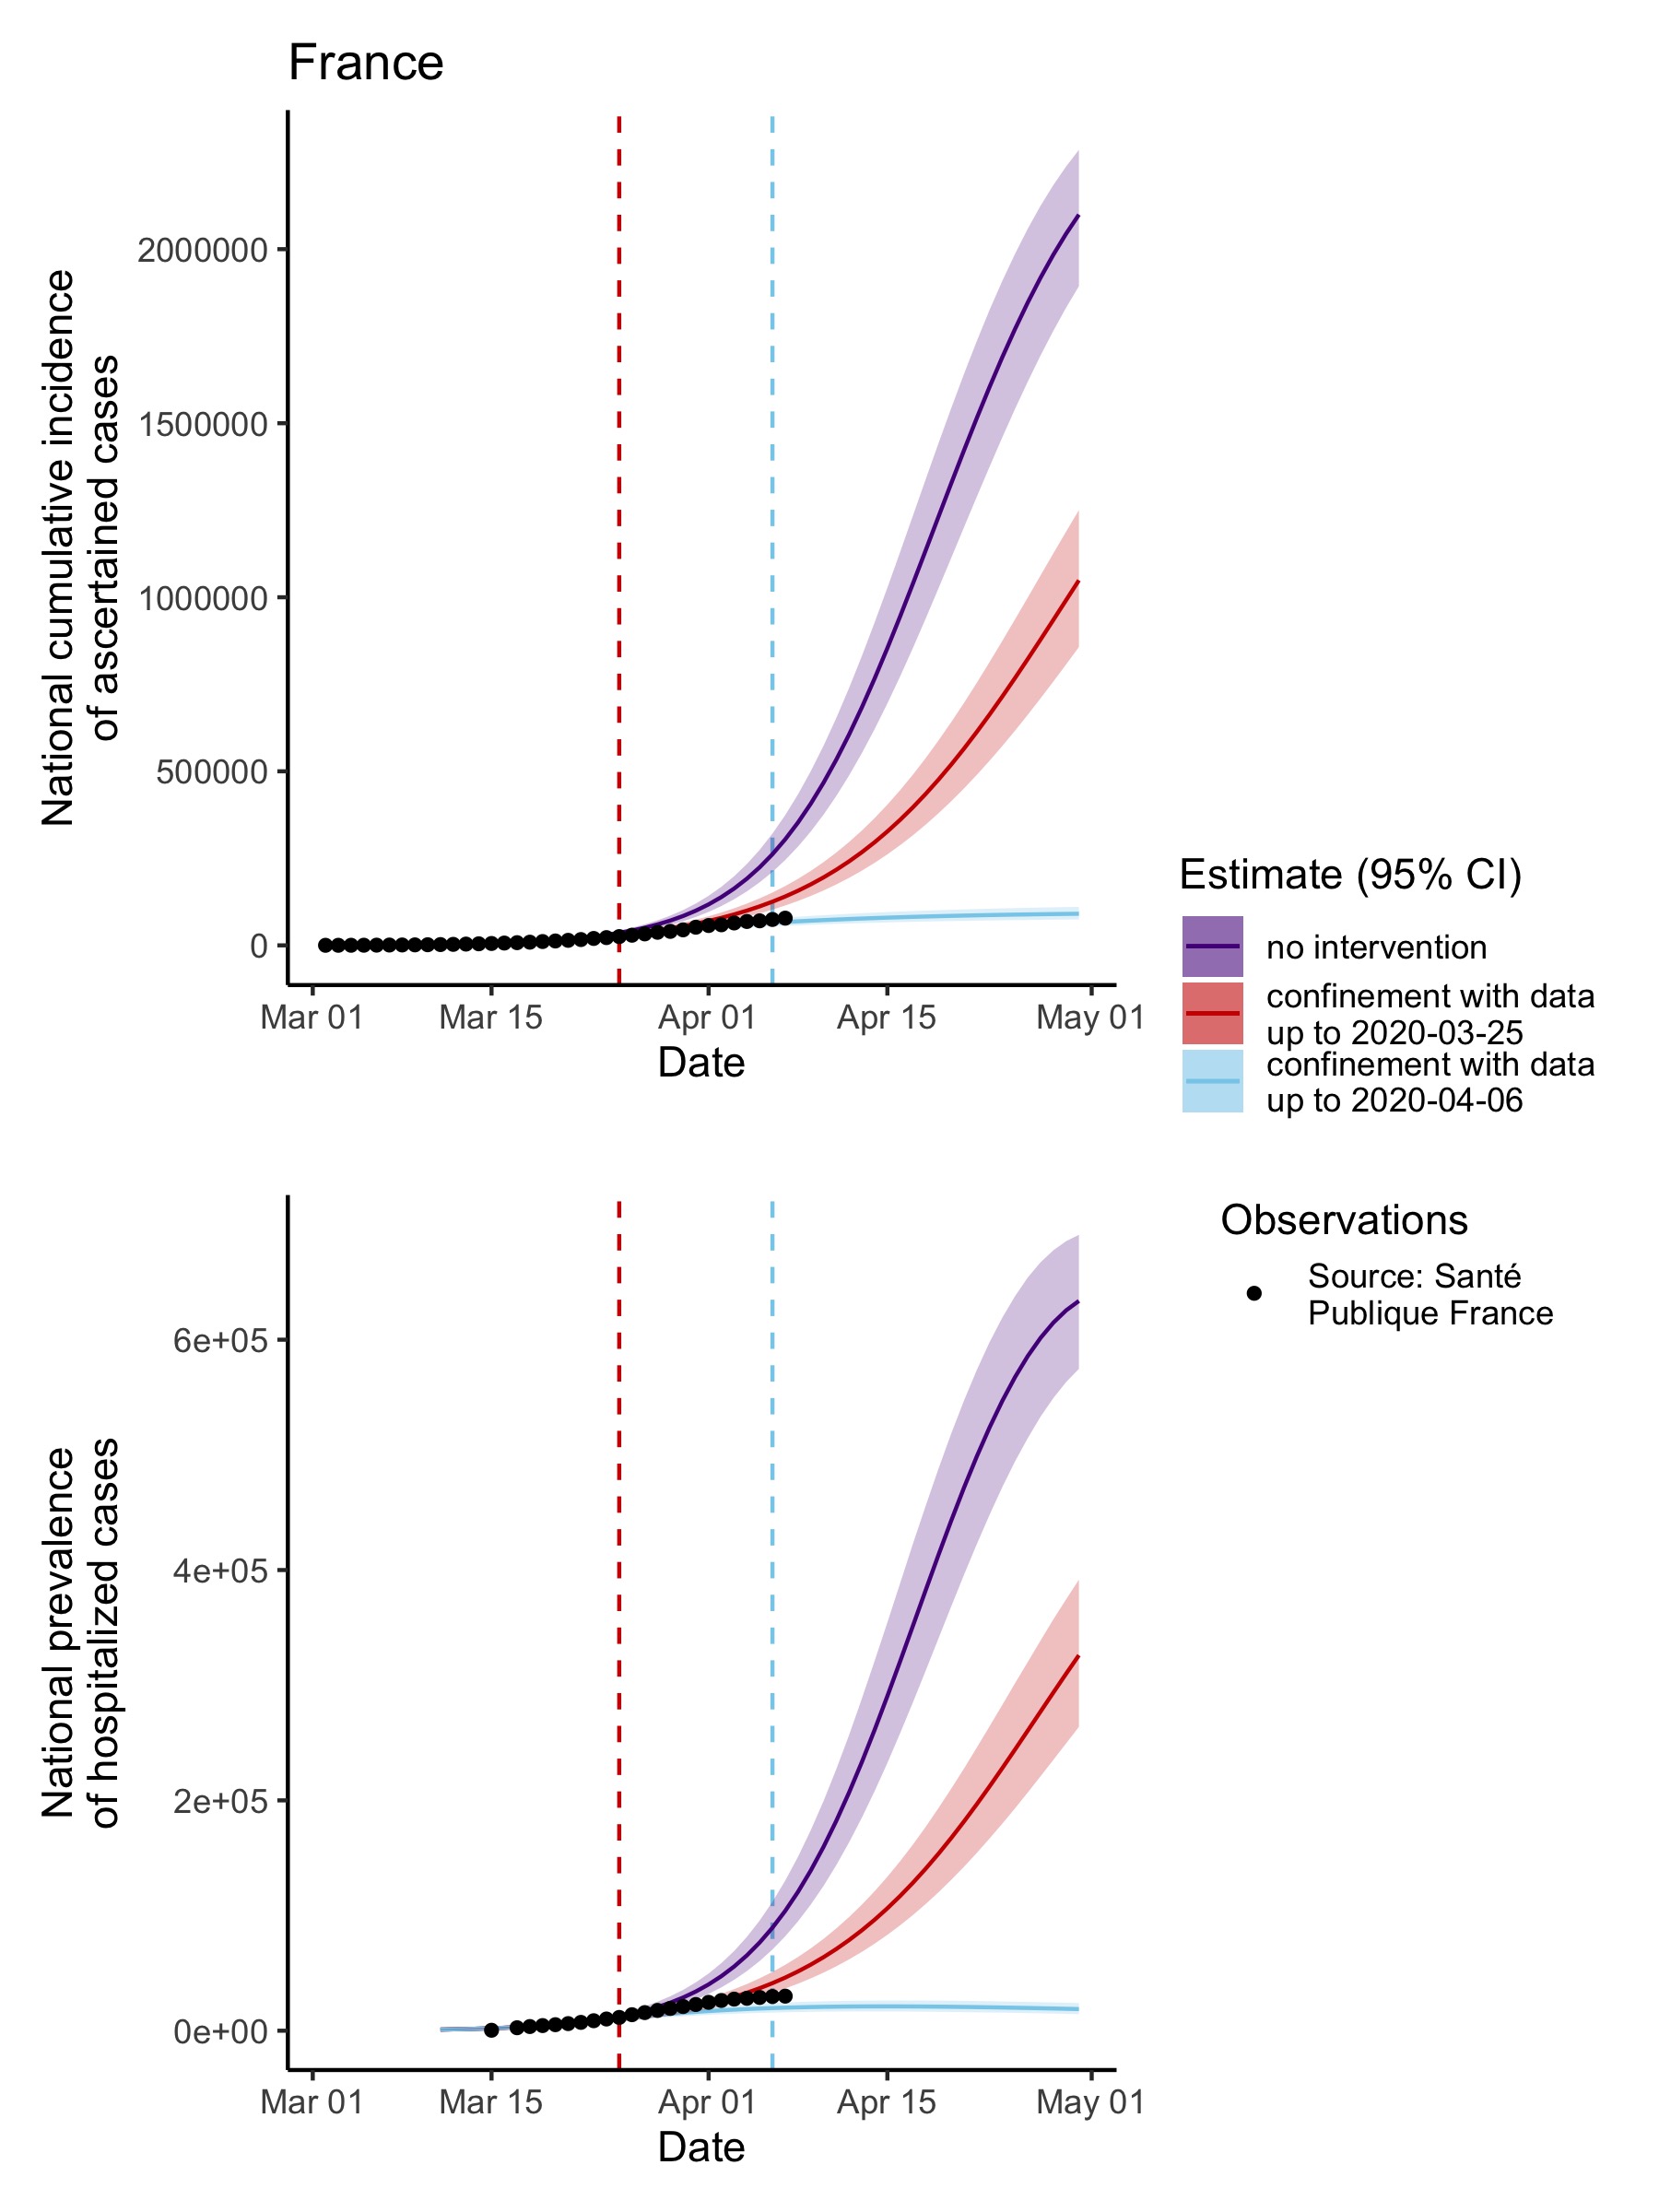 France
National cumulative incidence
of ascertained cases
2000000
1500000
1000000
500000
0
Mar 01
Mar 15
Apr 01
Apr 15
May 01
Date
Estimate (95% CI)
no intervention
confinement with data
up to 2020-03-25
confinement with data
up to 2020-04-06
Observations
Source: Santé
Publique France
National prevalence
of hospitalized cases
6e+05
4e+05
2e+05
0e+00
Mar 01
Mar 15
Apr 01
Apr 15
May 01
Date